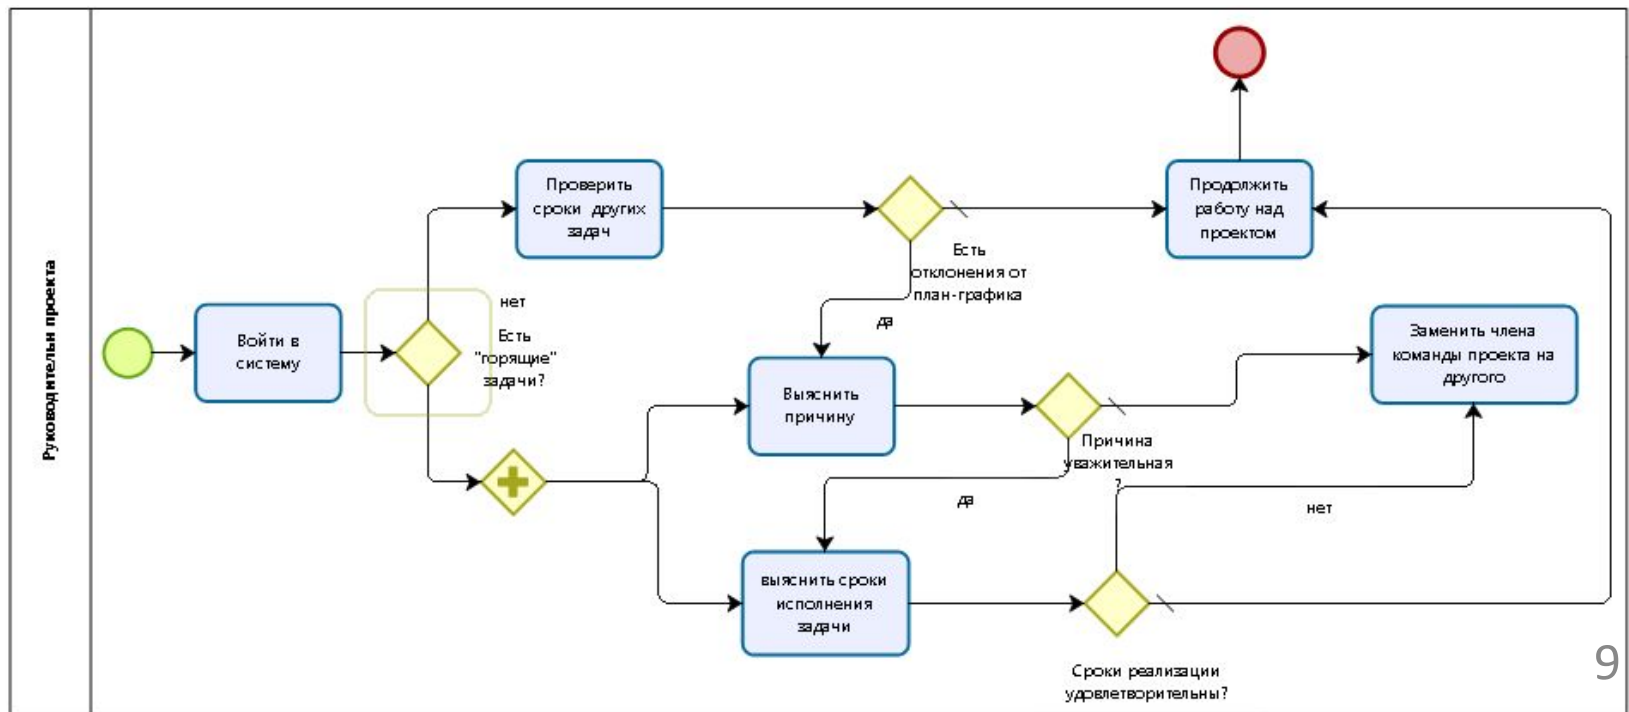 Руководительн проекта
Войти в
систему
нет
Есть
"горящие"
задачи?
Проверить
сроки других
задач
Есть
отклонения от
план-графика
да
Продолжить
работу над
проектом
Выяснить
причину
Причина
уважительная
?
да
Заменить члена
команды проекта на
другого
нет
выяснить сроки
исполнения
задачи
Сроки реализации
удовлетворительны?
9